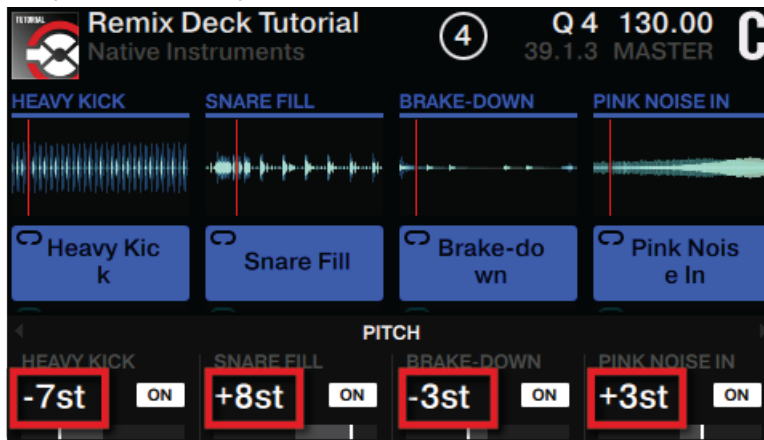 TUTORIAL
Remix Deck Tutorial
Native Instruments
4
Q 4 130.00
39.1.3 MASTER
C
HEAVY KICK SNARE FILL BRAKE-DOWN PINK NOISE IN
Heavy Kic
k
Snare Fill
Brake-do
wn
Pink Nois
e In
PITCH
HEAVY KICK SNARE FILL BRAKE-DOWN PINK NOISE IN
-7st ON +8st ON -3st ON +3st ON